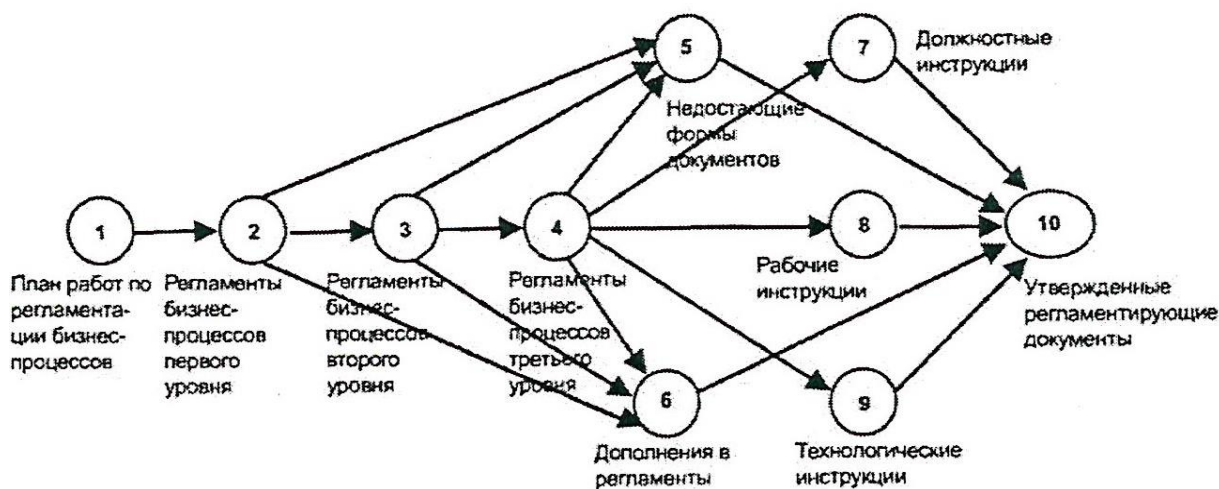 5
7
Должностные
инструкции
Недостающие
формы
документов
1
2
3
4
8
10
План работ по
регламента-
ции бизнес-
процессов
Регламенты
бизнес-
процессов
первого
уровня
Регламенты
бизнес-
процессов
второго
уровня
Регламенты
бизнес-
процессов
третьего
уровня
Рабочие
инструкции
Утвержденные
регламентирующие
документы
6
9
Дополнения в
регламенты
Технологические
инструкции